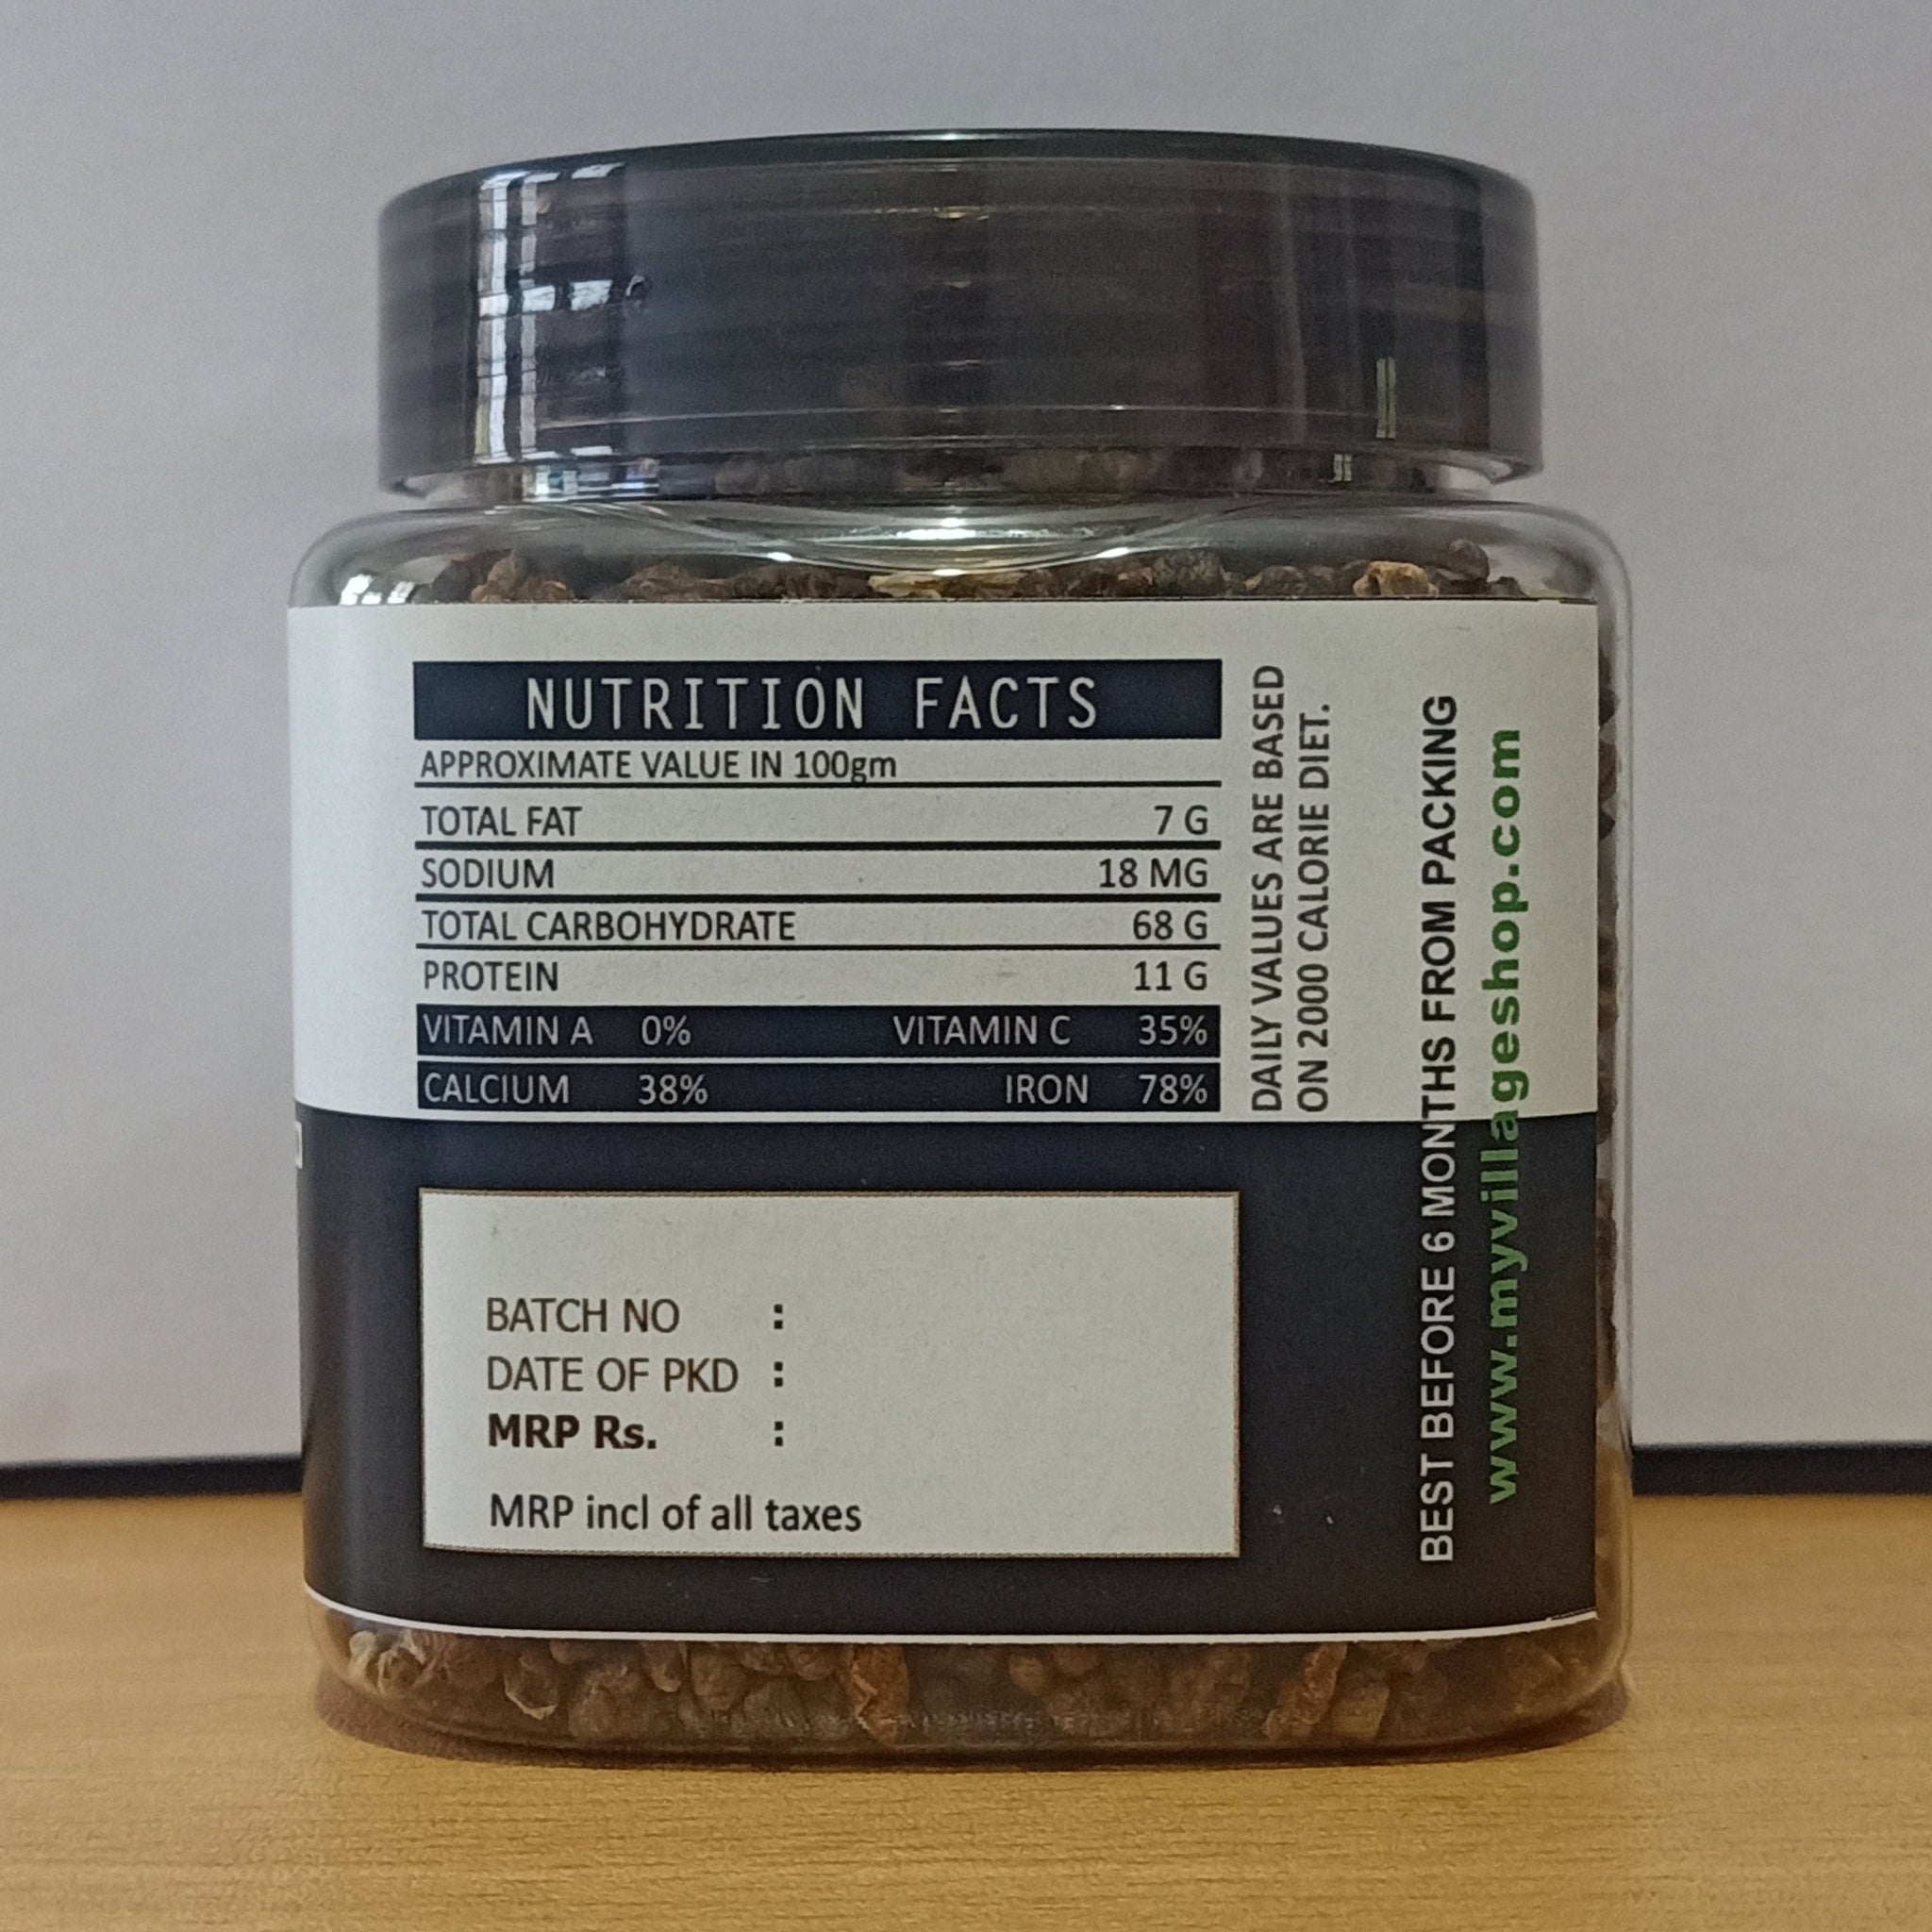 NUTRITION FACTS
APPROXIMATE VALUE IN 100gm
TOTAL FAT 7 G
SODIUM 18 MG
TOTAL CARBOHYDRATE 68 G
PROTEIN 11 G
VITAMIN A 0% VITAMIN C 35%
CALCIUM 38% IRON 78%
DAILY VALUES ARE BASED
ON 2000 CALORIE DIET.
BATCH NO :
DATE OF PKD :
MRP Rs. :
MRP incl of all taxes
BEST BEFORE 6 MONTHS FROM PACKING
www.myvillageshop.com